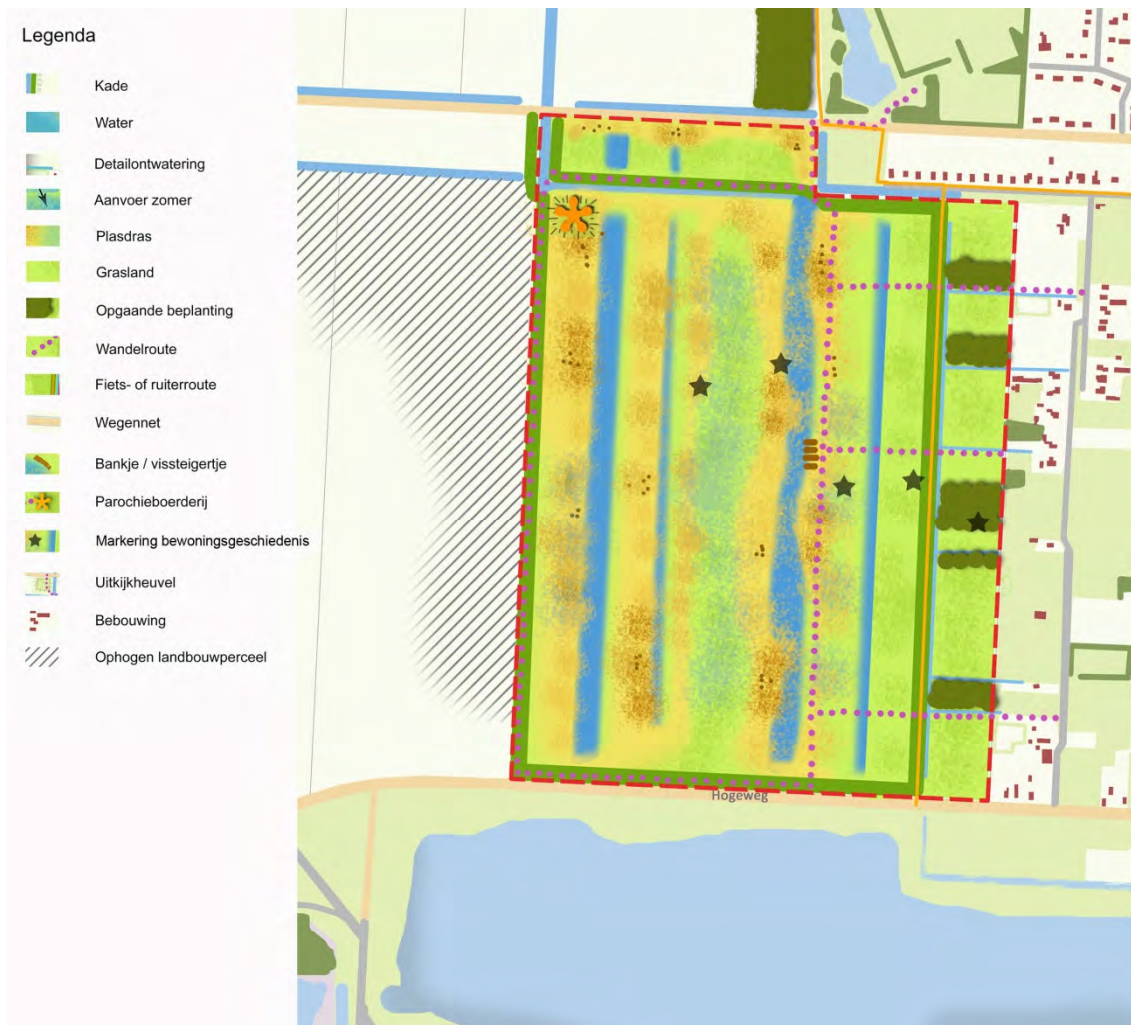 Legenda
Kade
Water
Detailontwatering
Aanvoer zomer
Plasdras
Grasland
Opgaande beplanting
Wandelroute
Fiets- of ruiterroute
Wegennet
Bankje / vissteigertje
Parochieboerderij
Markering bewoningsgeschiedenis
Uitkijkheuvel
Bebouwing
Ophogen landbouwperceel
Hogeweg